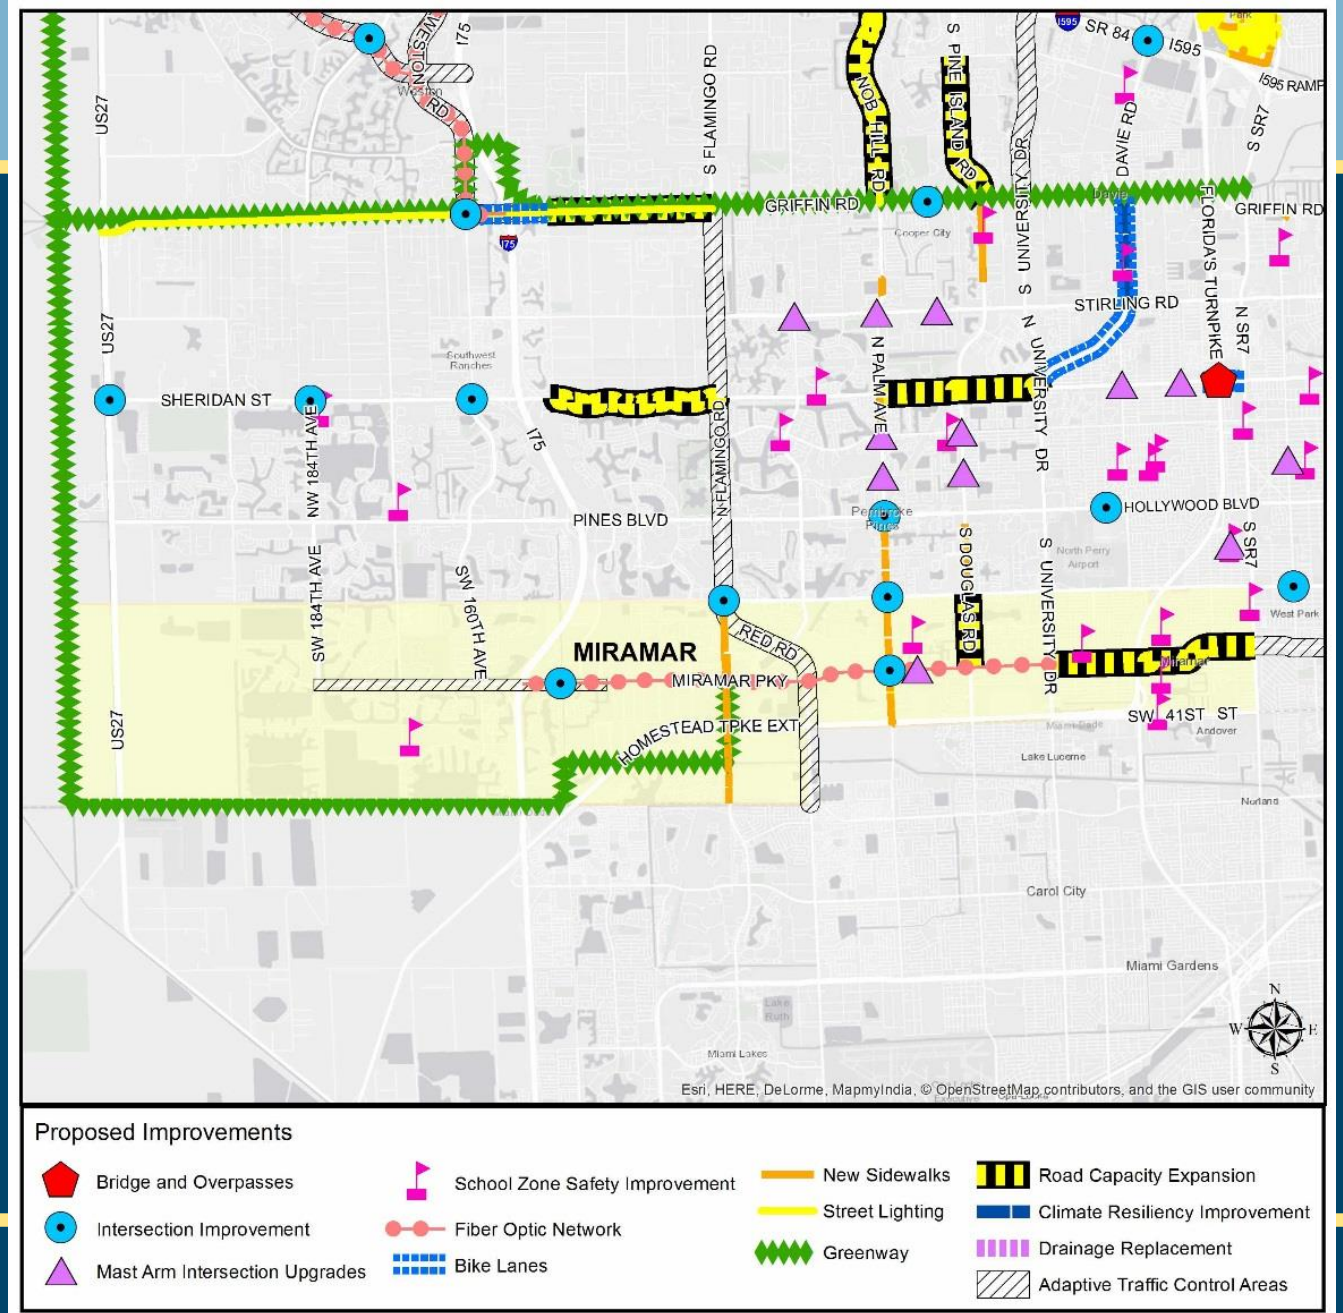 Park
I75
WESTON
RD
Weston
US27
S FLAMINGO RD
NOB HILL RD
S PINE ISLAND RD
S UNIVERSITY DR
I595
SR 84
I595
I595 RAMP
DAVIE RD
S SR7
Davie
GRIFFIN RD
FLORIDA'S TURNPIKE
GRIFFIN RD
I75
Cooper City
STIRLING RD
N SR7
US27
Southwest
Ranches
N PALM AVE
N UNIVERSITY DR
SHERIDAN ST
NW 184TH AVE
I75
N FLAMINGO RD
PINES BLVD
Pembroke
Pines
HOLLYWOOD BLVD
S DOUGLAS RD
S UNIVERSITY DR
North Perry
Airport
S SR7
SW 184TH AVE
SW 160TH AVE
West Park
MIRAMAR
RED RD
MIRAMAR PKY
Miramar
US27
HOMESTEAD TPKE EXT
Miami-Dade
SW 41ST ST
Andover
Lake Lucerne
Norland
Carol City
Miami Gardens
Lake
Ruth
Miami Lakes
N
W
E
S
Esri, HERE, DeLorme, MapmyIndia, © OpenStreetMap contributors, and the GIS user community
Proposed Improvements
Bridge and Overpasses
Intersection Improvement
Mast Arm Intersection Upgrades
School Zone Safety Improvement
Fiber Optic Network
Bike Lanes
New Sidewalks
Street Lighting
Greenway
Road Capacity Expansion
Climate Resiliency Improvement
Drainage Replacement
Adaptive Traffic Control Areas